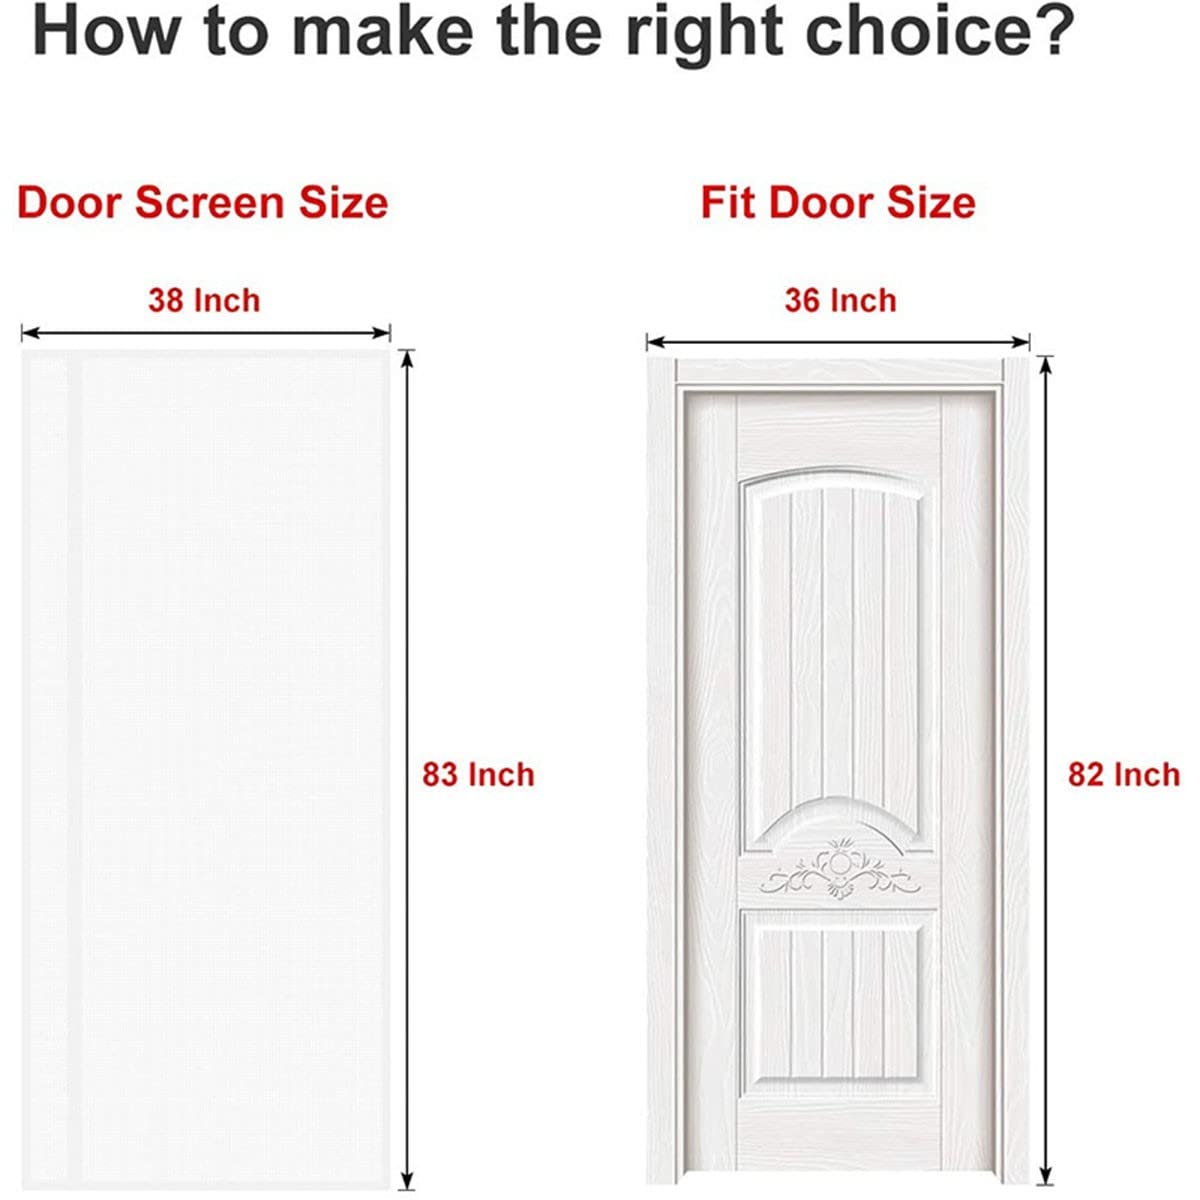 How to make the right choice?
Door Screen Size
Fit Door Size
38 Inch
36 Inch
83 Inch
82 Inch